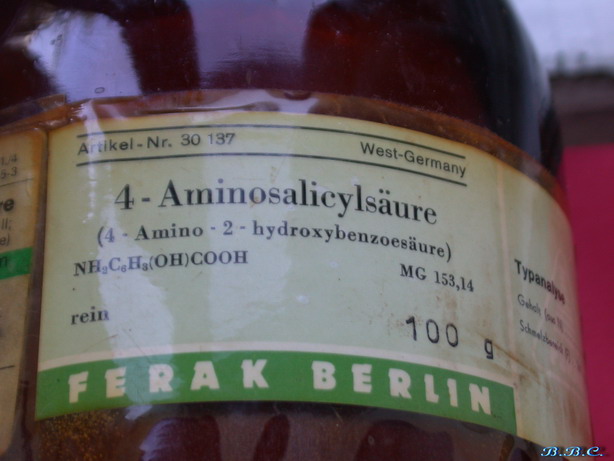 Artikel-Nr. 30 137
West-Germany
4 - Aminosalicylsäure
(4 - Amino - 2 - hydroxybenzoesäure)
NH₂C₆H₃(OH)COOH
MG 153,14
rein
100 g
FERAK BERLIN
Typanalyse
Gehalt
B.B.C.